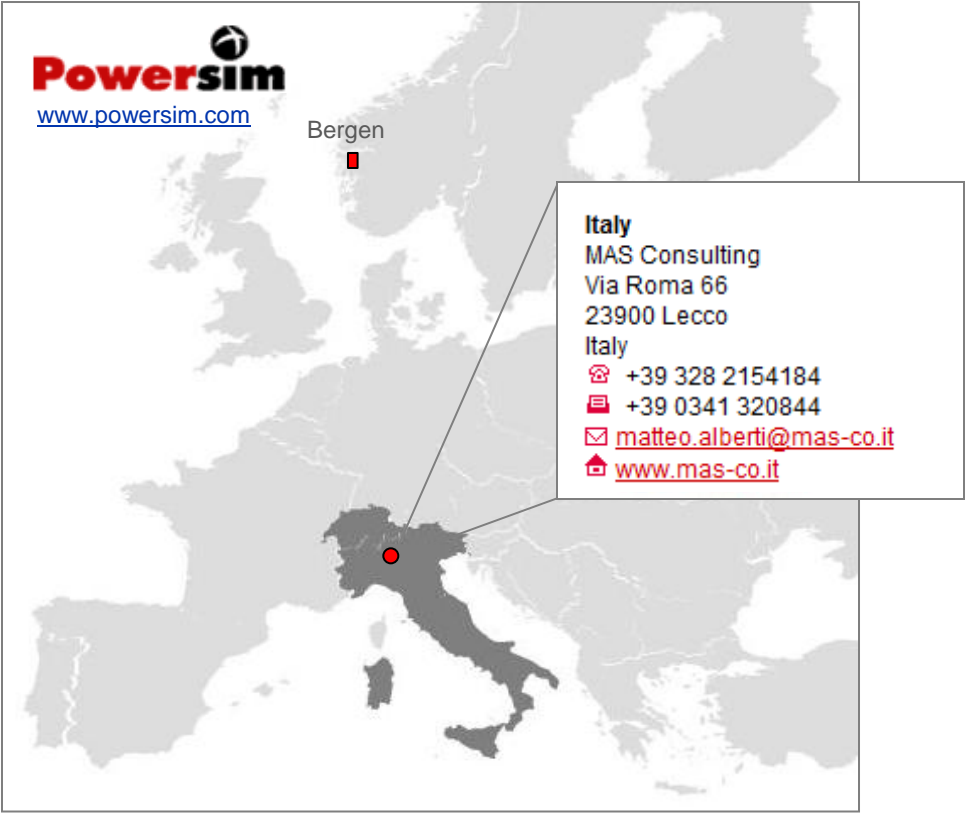 Powersim
www.powersim.com
Bergen
Italy
MAS Consulting
Via Roma 66
23900 Lecco
Italy
+39 328 2154184
+39 0341 320844
matteo.alberti@mas-co.it
www.mas-co.it